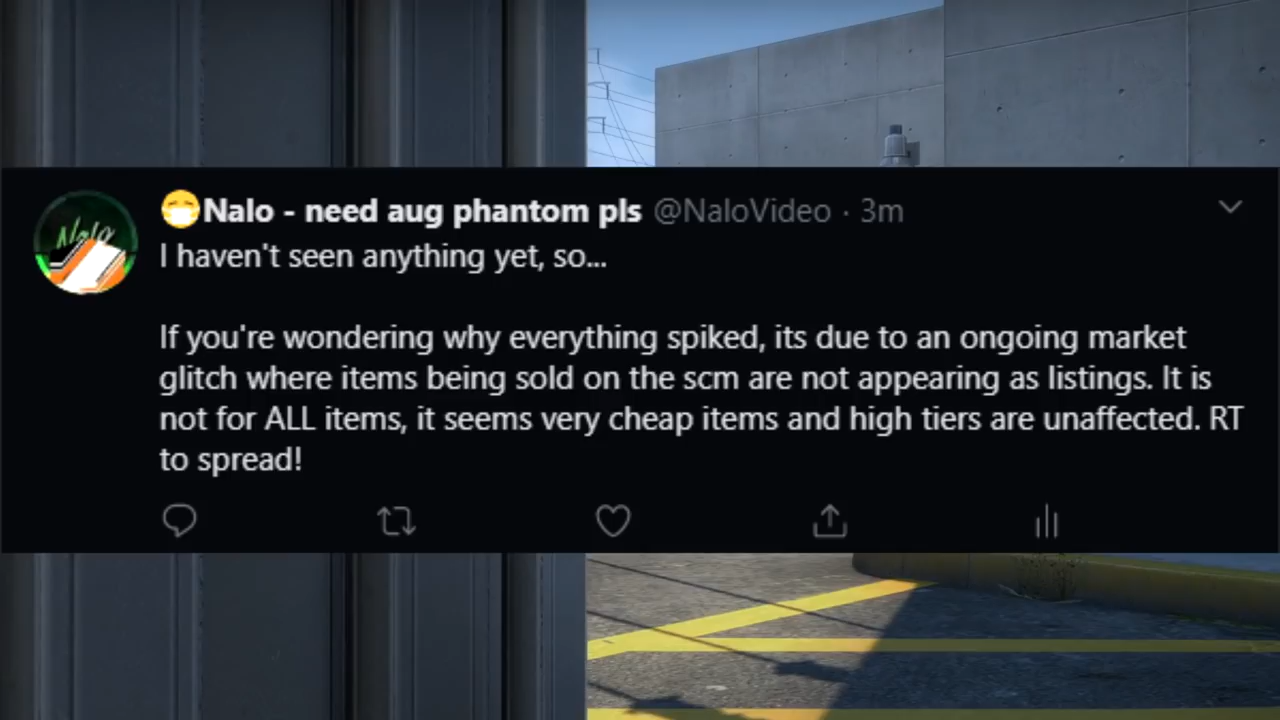 😷Nalo - need aug phantom pls @NaloVideo · 3m
I haven't seen anything yet, so...
If you're wondering why everything spiked, its due to an ongoing market
glitch where items being sold on the scm are not appearing as listings. It is
not for ALL items, it seems very cheap items and high tiers are unaffected. RT
to spread!
Nalo